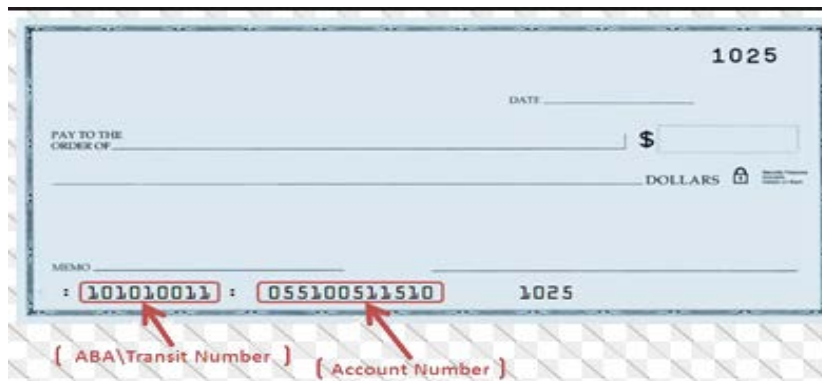 1025
DATE
PAY TO THE
ORDER OF
$
DOLLARS
MEMO
: 101010011 : 055100511510 1025
[ ABA\Transit Number ]
[ Account Number ]